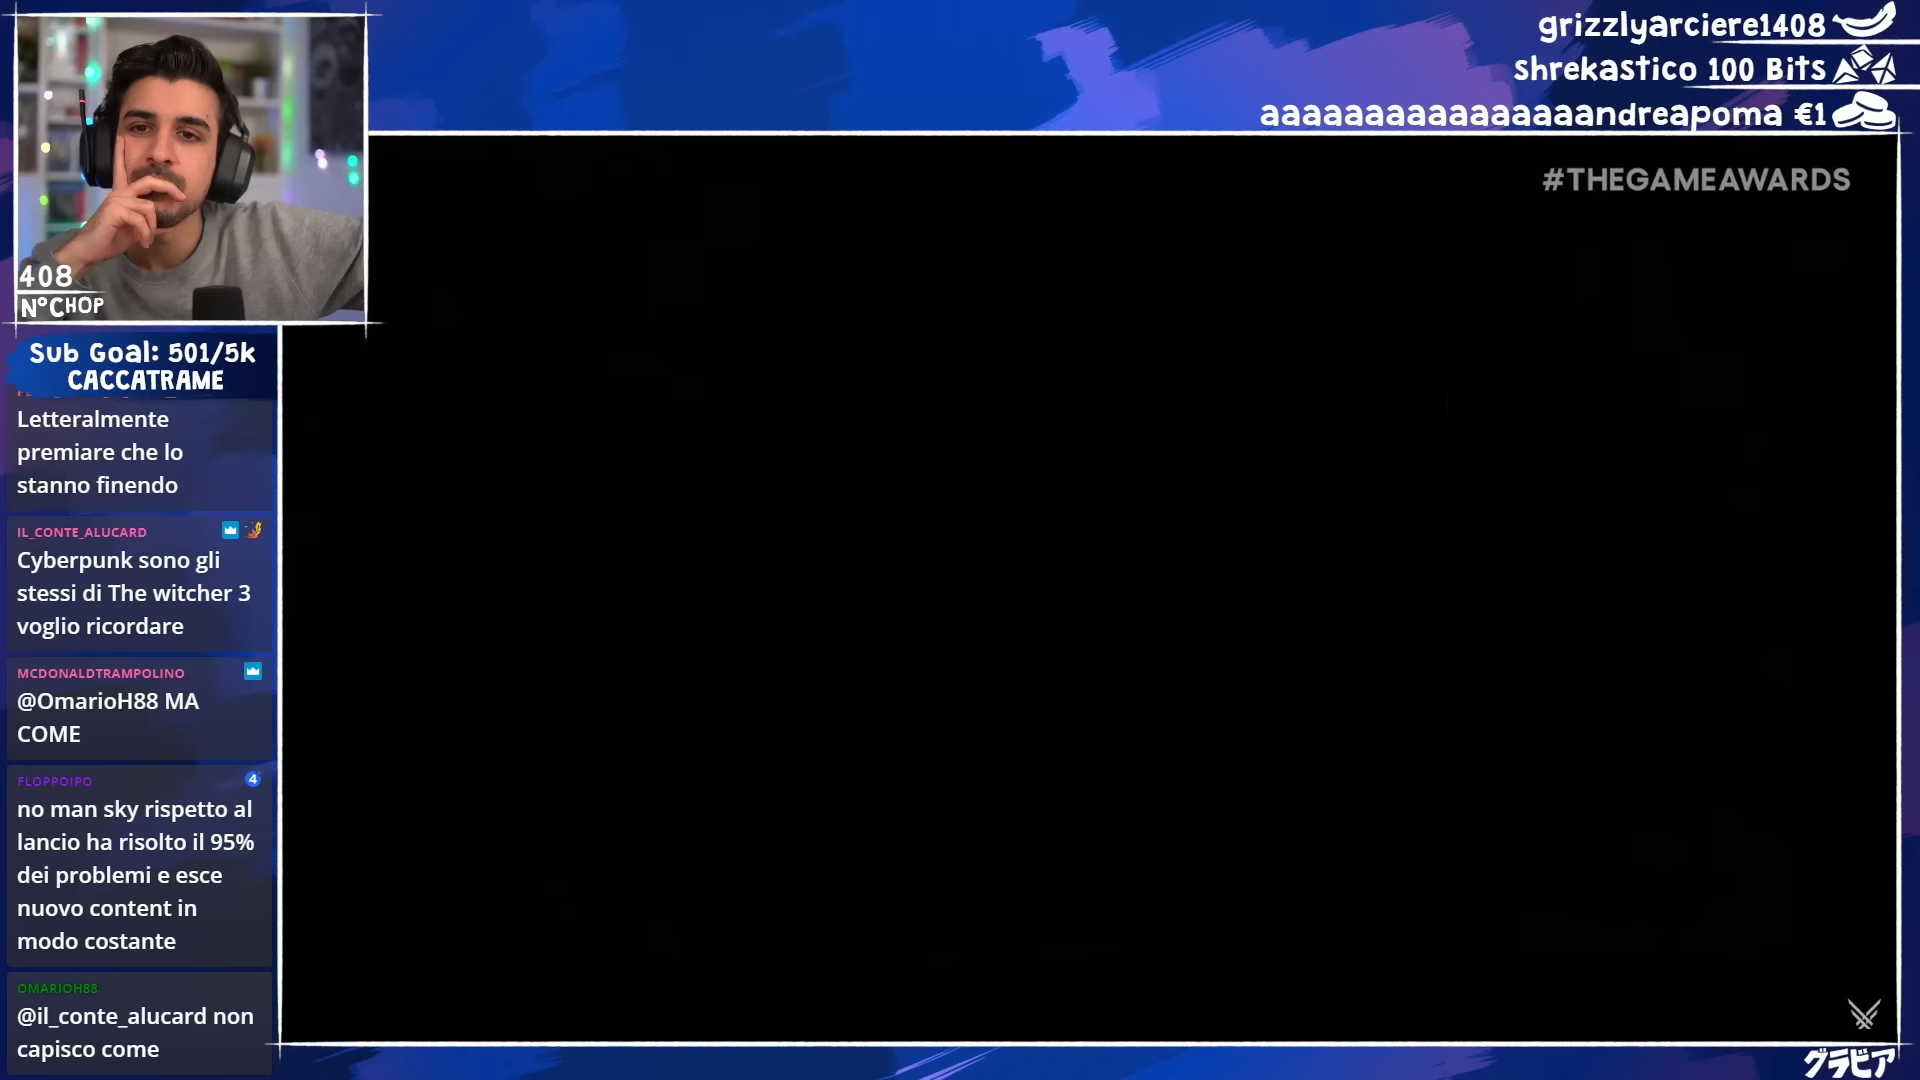 grizzlyarciere1408
shrekastico 100 Bits
aaaaaaaaaaaaaaaandreapoma €1
#THEGAMEAWARDS
408
N°CHOP
Sub Goal: 501/5k
CACCATRAME
Letteralmente
premiare che lo
stanno finendo
IL_CONTE_ALUCARD
Cyberpunk sono gli
stessi di The witcher 3
voglio ricordare
MCDONALDTRAMPOLINO
@OmarioH88 MA
COME
FLOPPOIPO
4
no man sky rispetto al
lancio ha risolto il 95%
dei problemi e esce
nuovo content in
modo costante
OMARIOH88
@il_conte_alucard non
capisco come
グラビア